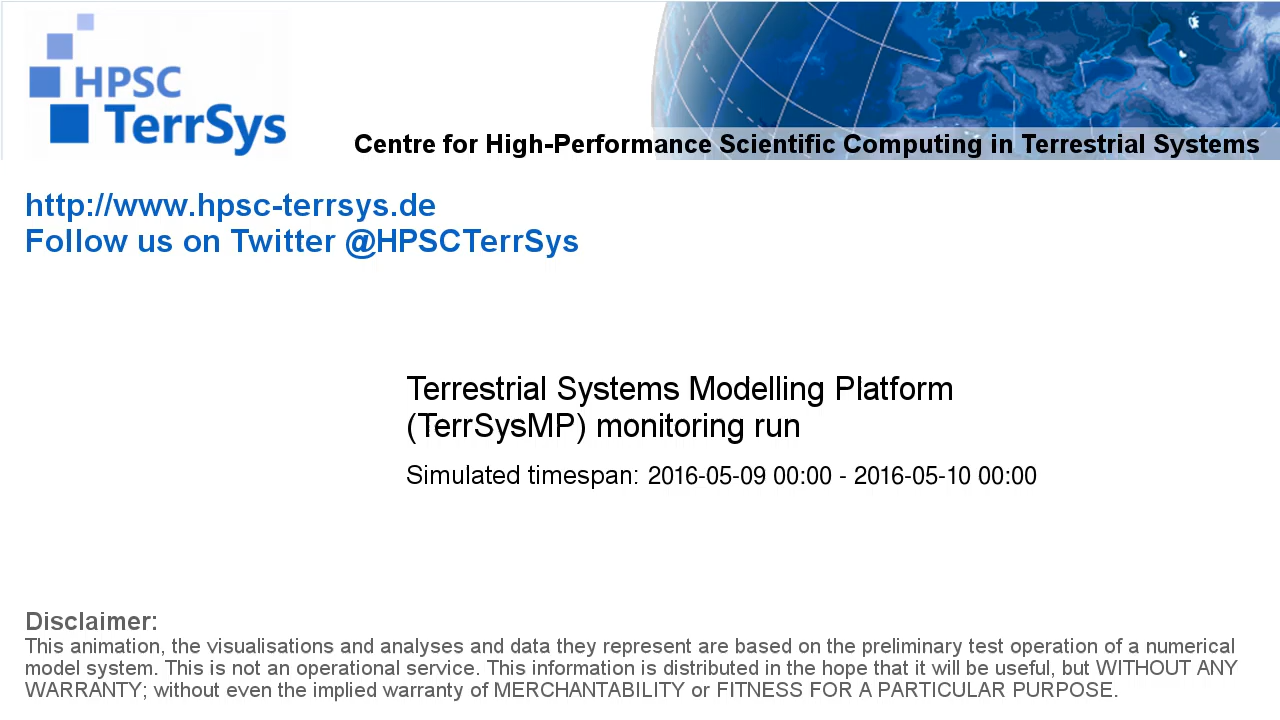 HPSC
TerrSys
Centre for High-Performance Scientific Computing in Terrestrial Systems
http://www.hpsc-terrsys.de
Follow us on Twitter @HPSCTerrSys
Terrestrial Systems Modelling Platform
(TerrSysMP) monitoring run
Simulated timespan: 2016-05-09 00:00 - 2016-05-10 00:00
Disclaimer:
This animation, the visualisations and analyses and data they represent are based on the preliminary test operation of a numerical
model system. This is not an operational service. This information is distributed in the hope that it will be useful, but WITHOUT ANY
WARRANTY; without even the implied warranty of MERCHANTABILITY or FITNESS FOR A PARTICULAR PURPOSE.